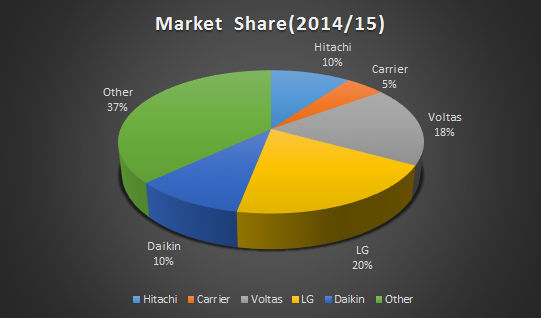 Market Share(2014/15)
Hitachi
10%
Carrier
5%
Voltas
18%
LG
20%
Daikin
10%
Other
37%
Hitachi Carrier Voltas LG Daikin Other